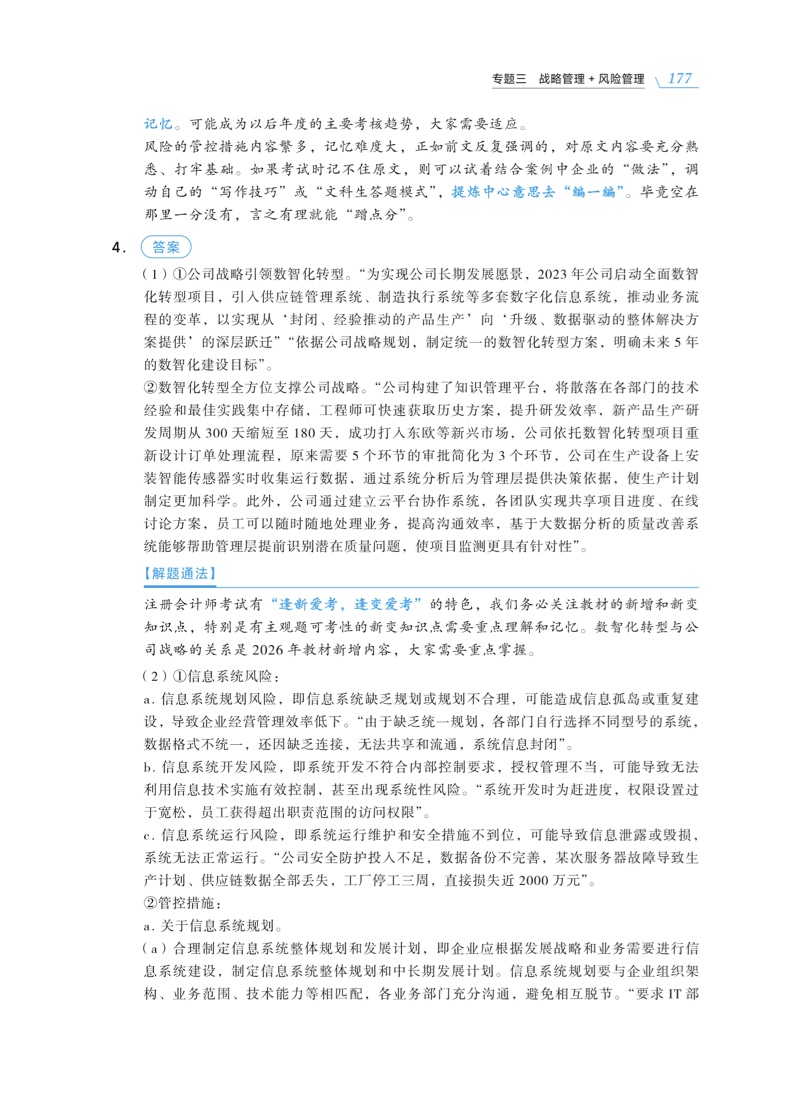 专题三 战略管理 + 风险管理 177
记忆。可能成为以后年度的主要考核趋势，大家需要适应。
风险的管控措施内容繁多，记忆难度大，正如前文反复强调的，对原文内容要充分熟
悉、打牢基础。如果考试时记不住原文，则可以试着结合案例中企业的“做法”，调
动自己的“写作技巧”或“文科生答题模式”，提炼中心意思去“编一编”。毕竟空在
那里一分没有，言之有理就能“蹭点分”。
4. 答案
（1）①公司战略引领数智化转型。“为实现公司长期发展愿景，2023 年公司启动全面数智
化转型项目，引入供应链管理系统、制造执行系统等多套数字化信息系统，推动业务流
程的变革，以实现从‘封闭、经验推动的产品生产’向‘升级、数据驱动的整体解决方
案提供’的深层跃迁”“依据公司战略规划，制定统一的数智化转型方案，明确未来 5 年
的数智化建设目标”。
②数智化转型全方位支撑公司战略。“公司构建了知识管理平台，将散落在各部门的技术
经验和最佳实践集中存储，工程师可快速获取历史方案，提升研发效率，新产品生产研
发周期从 300 天缩短至 180 天，成功打入东欧等新兴市场，公司依托数智化转型项目重
新设计订单处理流程，原来需要 5 个环节的审批简化为 3 个环节，公司在生产设备上安
装智能传感器实时收集运行数据，通过系统分析后为管理层提供决策依据，使生产计划
制定更加科学。此外，公司通过建立云平台协作系统，各团队实现共享项目进度、在线
讨论方案，员工可以随时随地处理业务，提高沟通效率，基于大数据分析的质量改善系
统能够帮助管理层提前识别潜在质量问题，使项目监测更具有针对性”。
【解题通法】
注册会计师考试有“逢新爱考，逢变爱考”的特色，我们务必关注教材的新增和新变
知识点，特别是有主观题可考性的新变知识点需要重点理解和记忆。数智化转型与公
司战略的关系是 2026 年教材新增内容，大家需要重点掌握。
（2）①信息系统风险：
a. 信息系统规划风险，即信息系统缺乏规划或规划不合理，可能造成信息孤岛或重复建
设，导致企业经营管理效率低下。“由于缺乏统一规划，各部门自行选择不同型号的系统，
数据格式不统一，还因缺乏连接，无法共享和流通，系统信息封闭”。
b. 信息系统开发风险，即系统开发不符合内部控制要求，授权管理不当，可能导致无法
利用信息技术实施有效控制，甚至出现系统性风险。“系统开发时为赶进度，权限设置过
于宽松，员工获得超出职责范围的访问权限”。
c. 信息系统运行风险，即系统运行维护和安全措施不到位，可能导致信息泄露或毁损，
系统无法正常运行。“公司安全防护投入不足，数据备份不完善，某次服务器故障导致生
产计划、供应链数据全部丢失，工厂停工三周，直接损失近 2000 万元”。
②管控措施：
a. 关于信息系统规划。
（a）合理制定信息系统整体规划和发展计划，即企业应根据发展战略和业务需要进行信
息系统建设，制定信息系统整体规划和中长期发展计划。信息系统规划要与企业组织架
构、业务范围、技术能力等相匹配，各业务部门充分沟通，避免相互脱节。“要求 IT 部